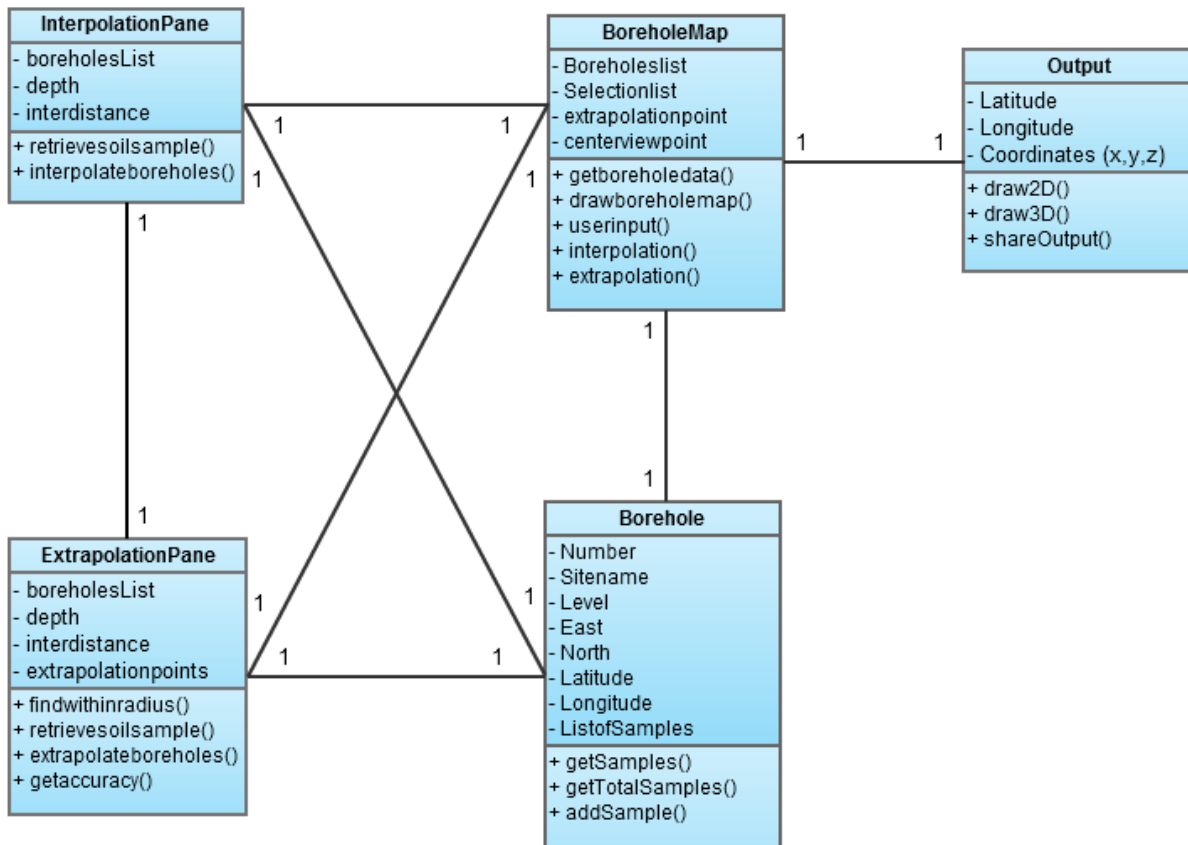 InterpolationPane
- boreholesList
- depth
- interdistance
+ retrievesoilsample()
+ interpolateboreholes()
BoreholeMap
- Boreholeslist
- Selectionlist
- extrapolationpoint
- centerviewpoint
+ getboreholedata()
+ drawboreholemap()
+ userinput()
+ interpolation()
+ extrapolation()
Output
- Latitude
- Longitude
- Coordinates (x,y,z)
+ draw2D()
+ draw3D()
+ shareOutput()
1
1
1
1
1
1
1
1
1
1
ExtrapolationPane
- boreholesList
- depth
- interdistance
- extrapolationpoints
+ findwithinradius()
+ retrievesoilsample()
+ extrapolateboreholes()
+ getaccuracy()
1
1
1
1
Borehole
- Number
- Sitename
- Level
- East
- North
- Latitude
- Longitude
- ListofSamples
+ getSamples()
+ getTotalSamples()
+ addSample()